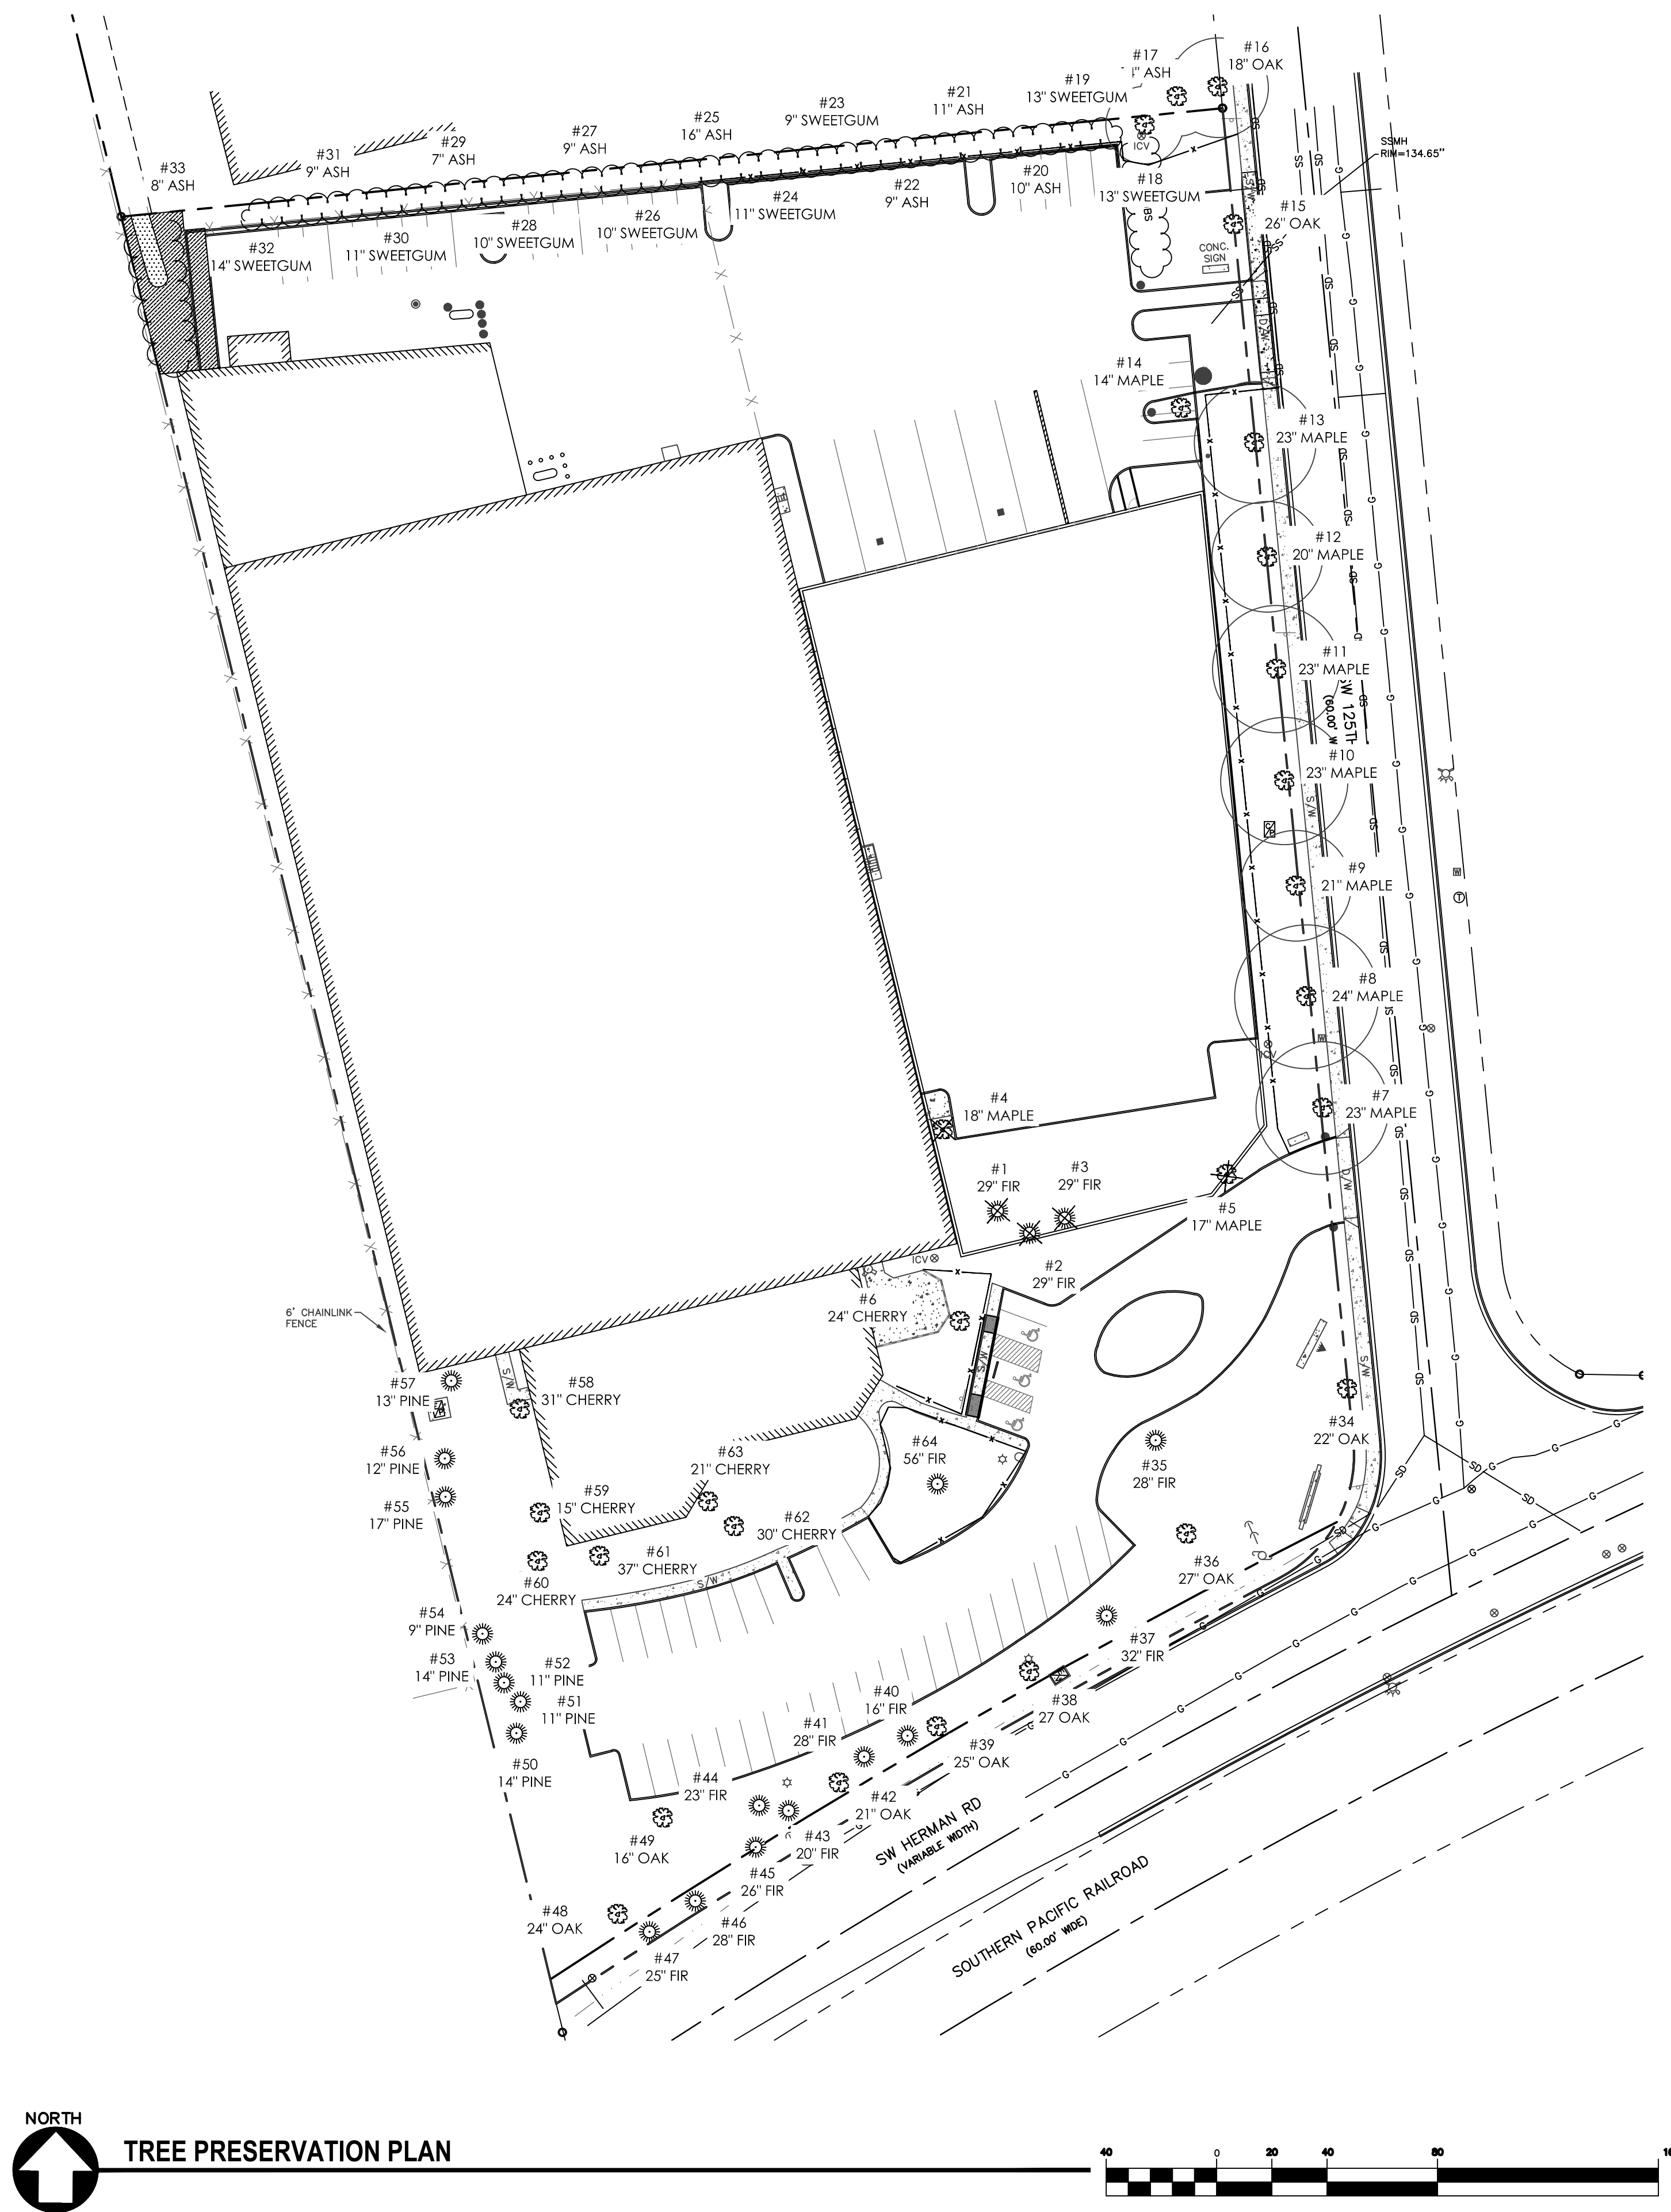 #16
18" OAK
#17
" ASH
#19
13" SWEETGUM
#21
11" ASH
#23
9" SWEETGUM
#25
16" ASH
#27
9" ASH
#29
7" ASH
#31
9" ASH
#33
8" ASH
ICV
SSMH
RIM=134.65"
#18
13" SWEETGUM
#20
10" ASH
#22
9" ASH
#24
11" SWEETGUM
#26
10" SWEETGUM
#28
10" SWEETGUM
#30
11" SWEETGUM
#32
14" SWEETGUM
#15
26" OAK
CONC.
SIGN
S/W
D/W
#14
14" MAPLE
#13
23" MAPLE
#12
20" MAPLE
#11
23" MAPLE
W 125TH
(60.00' W
#10
23" MAPLE
S/W
#9
21" MAPLE
#8
24" MAPLE
ICV
#7
23" MAPLE
D/W
#4
18" MAPLE
#1
29" FIR
#3
29" FIR
#5
17" MAPLE
#2
29" FIR
ICV
#6
24" CHERRY
6' CHAINLINK
FENCE
S/W
S/W
S/W
#57
13" PINE
#58
31" CHERRY
#34
22" OAK
#64
56" FIR
#63
21" CHERRY
#35
28" FIR
#56
12" PINE
#55
17" PINE
#59
15" CHERRY
#62
30" CHERRY
#61
37" CHERRY
S/W
#60
24" CHERRY
#36
27" OAK
#54
9" PINE
#37
32" FIR
#53
14" PINE
#52
11" PINE
#51
11" PINE
#38
27 OAK
#40
16" FIR
#41
28" FIR
#39
25" OAK
#50
14" PINE
#44
23" FIR
#42
21" OAK
#43
20" FIR
#49
16" OAK
#45
26" FIR
#48
24" OAK
#46
28" FIR
#47
25" FIR
SW HERMAN RD
(VARIABLE WIDTH)
SOUTHERN PACIFIC RAILROAD
(60.00' WIDE)
NORTH
TREE PRESERVATION PLAN
40 0 20 40 80